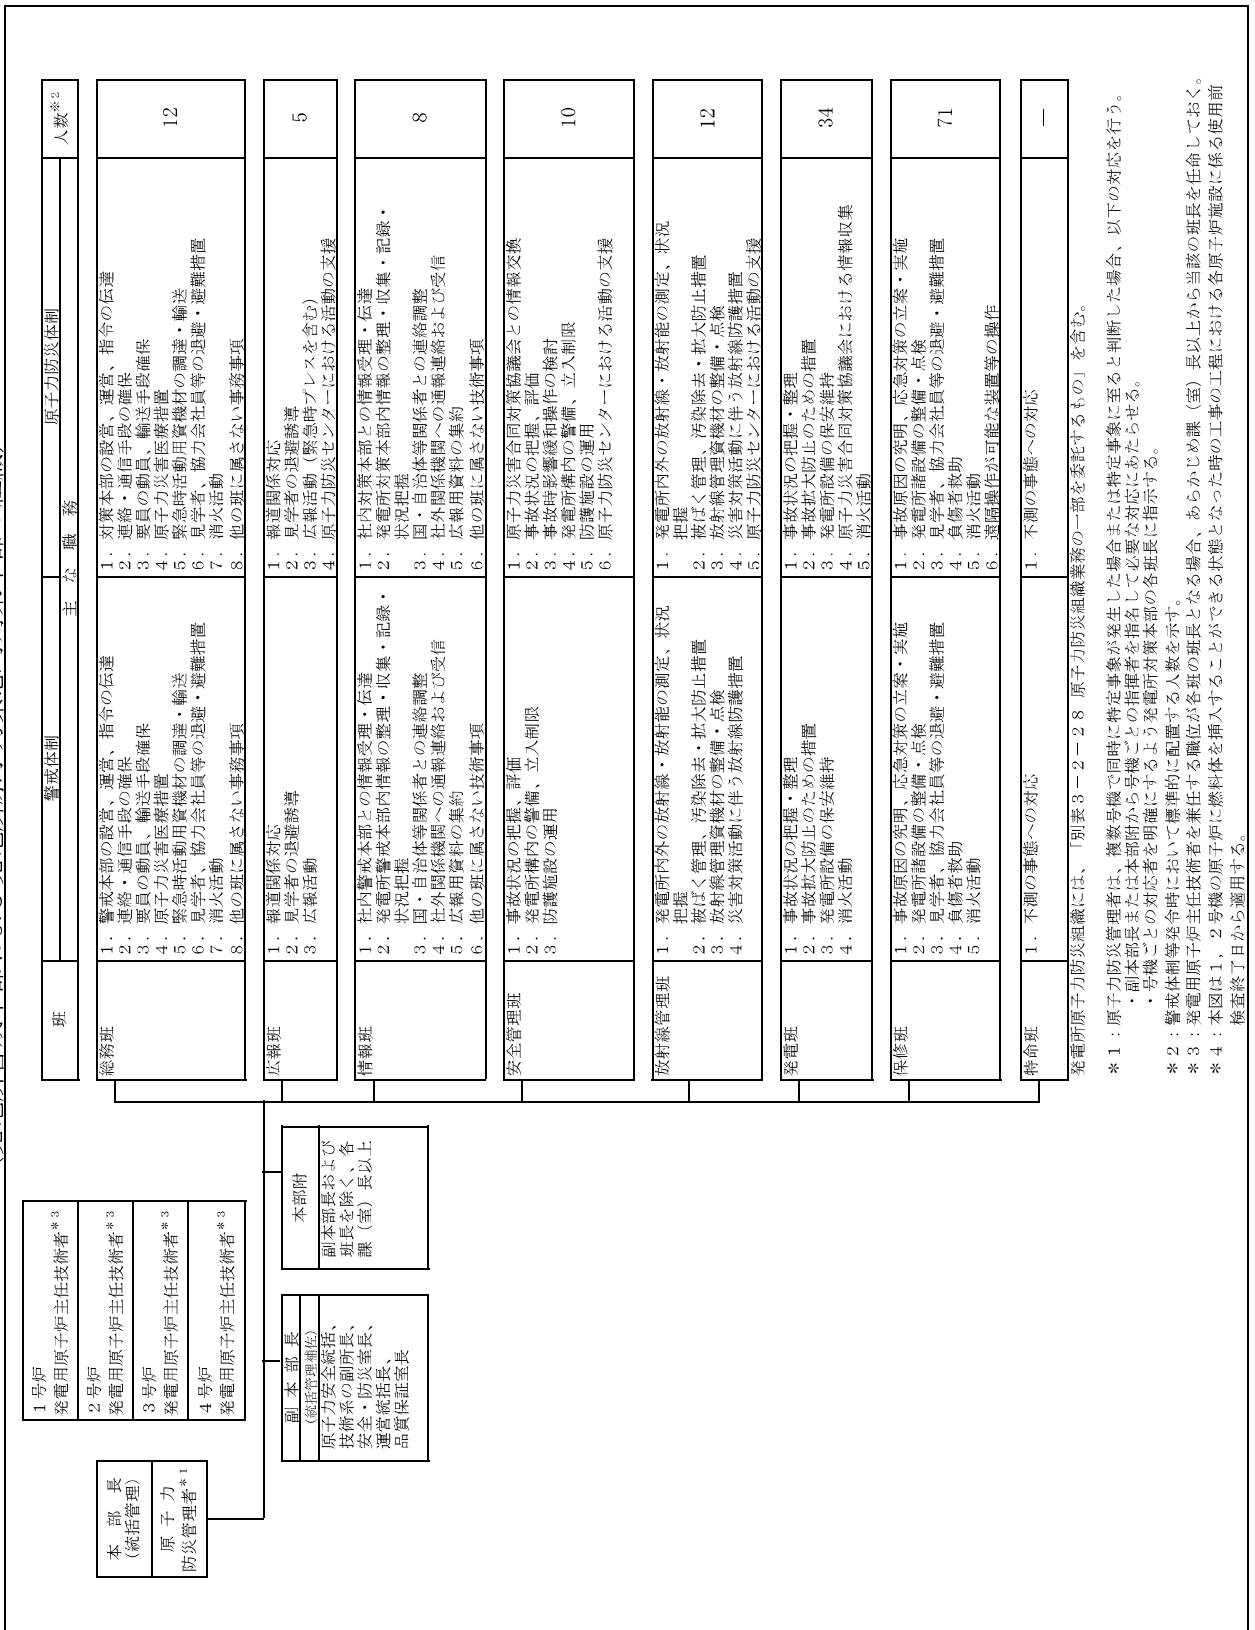 本 部 長
(統括管理)
原 子 力
防災管理者*1
1号炉
発電用原子炉主任技術者*3
2号炉
発電用原子炉主任技術者*3
3号炉
発電用原子炉主任技術者*3
4号炉
発電用原子炉主任技術者*3
副 本 部 長
(統括管理補佐)
原子力安全統括、
技術系の副所長、
安全・防災室長、
運営統括長、
品質保証室長
本部附
副本部長および
班長を除く、各
課(室)長以上
班
主 な 職 務
警戒体制
原子力防災体制
人数※2
総務班
1.警戒本部の設営、運営、指令の伝達
2.連絡・通信手段の確保
3.要員の動員、輸送手段確保
4.原子力災害医療措置
5.緊急時活動用資機材の調達・輸送
6.見学者、協力会社員等の退避・避難措置
7.消火活動
8.他の班に属さない事務事項
1.対策本部の設営、運営、指令の伝達
2.連絡・通信手段の確保
3.要員の動員、輸送手段確保
4.原子力災害医療措置
5.緊急時活動用資機材の調達・輸送
6.見学者、協力会社員等の退避・避難措置
7.消火活動
8.他の班に属さない事務事項
12
広報班
1.報道関係対応
2.見学者の退避誘導
3.広報活動
1.報道関係対応
2.見学者の退避誘導
3.広報活動(緊急時プレスを含む)
4.原子力防災センターにおける活動の支援
5
情報班
1.社内警戒本部との情報受理・伝達
2.発電所警戒本部内情報の整理・収集・記録・
状況把握
3.国・自治体等関係者との連絡調整
4.社外関係機関への通報連絡および受信
5.広報用資料の集約
6.他の班に属さない技術事項
1.社内対策本部との情報受理・伝達
2.発電所対策本部内情報の整理・収集・記録・
状況把握
3.国・自治体等関係者との連絡調整
4.社外関係機関への通報連絡および受信
5.広報用資料の集約
6.他の班に属さない技術事項
8
安全管理班
1.事故状況の把握、評価
2.発電所構内の警備、立入制限
3.防護施設の運用
1.原子力災害合同対策協議会との情報交換
2.事故状況の把握、評価
3.事故時影響緩和操作の検討
4.発電所構内の警備、立入制限
5.防護施設の運用
6.原子力防災センターにおける活動の支援
10
放射線管理班
1.発電所内外の放射線・放射能の測定、状況
把握
2.被ばく管理、汚染除去・拡大防止措置
3.放射線管理資機材の整備・点検
4.災害対策活動に伴う放射線防護措置
1.発電所内外の放射線・放射能の測定、状況
把握
2.被ばく管理、汚染除去・拡大防止措置
3.放射線管理資機材の整備・点検
4.災害対策活動に伴う放射線防護措置
5.原子力防災センターにおける活動の支援
12
発電班
1.事故状況の把握・整理
2.事故拡大防止のための措置
3.発電所設備の保安維持
4.消火活動
1.事故状況の把握・整理
2.事故拡大防止のための措置
3.発電所設備の保安維持
4.原子力災害合同対策協議会における情報収集
5.消火活動
34
保修班
1.事故原因の究明、応急対策の立案・実施
2.発電所諸設備の整備・点検
3.見学者、協力会社員等の退避・避難措置
4.負傷者救助
5.消火活動
1.事故原因の究明、応急対策の立案・実施
2.発電所諸設備の整備・点検
3.見学者、協力会社員等の退避・避難措置
4.負傷者救助
5.消火活動
6.遠隔操作が可能な装置等の操作
71
特命班
1.不測の事態への対応
1.不測の事態への対応
―
発電所原子力防災組織には、「別表3-2-28 原子力防災組織業務の一部を委託するもの」を含む。
*1:原子力防災管理者は、複数号機で同時に特定事象が発生した場合または特定事象に至ると判断した場合、以下の対応を行う。
・副本部長または本部附から号機ごとの指揮者を指名して必要な対応にあたらせる。
・号機ごとの対応者を明確にするよう発電所対策本部の各班長に指示する。
*2:警戒体制等発令時において標準的に配置する人数を示す。
*3:発電用原子炉主任技術者を兼任する職位が各班の班長となる場合、あらかじめ課(室)長以上から当該の班長を任命しておく。
*4:本図は1,2号機の原子炉に燃料体を挿入することができる状態となった時の工事の工程における各原子炉施設に係る使用前
検査終了日から適用する。